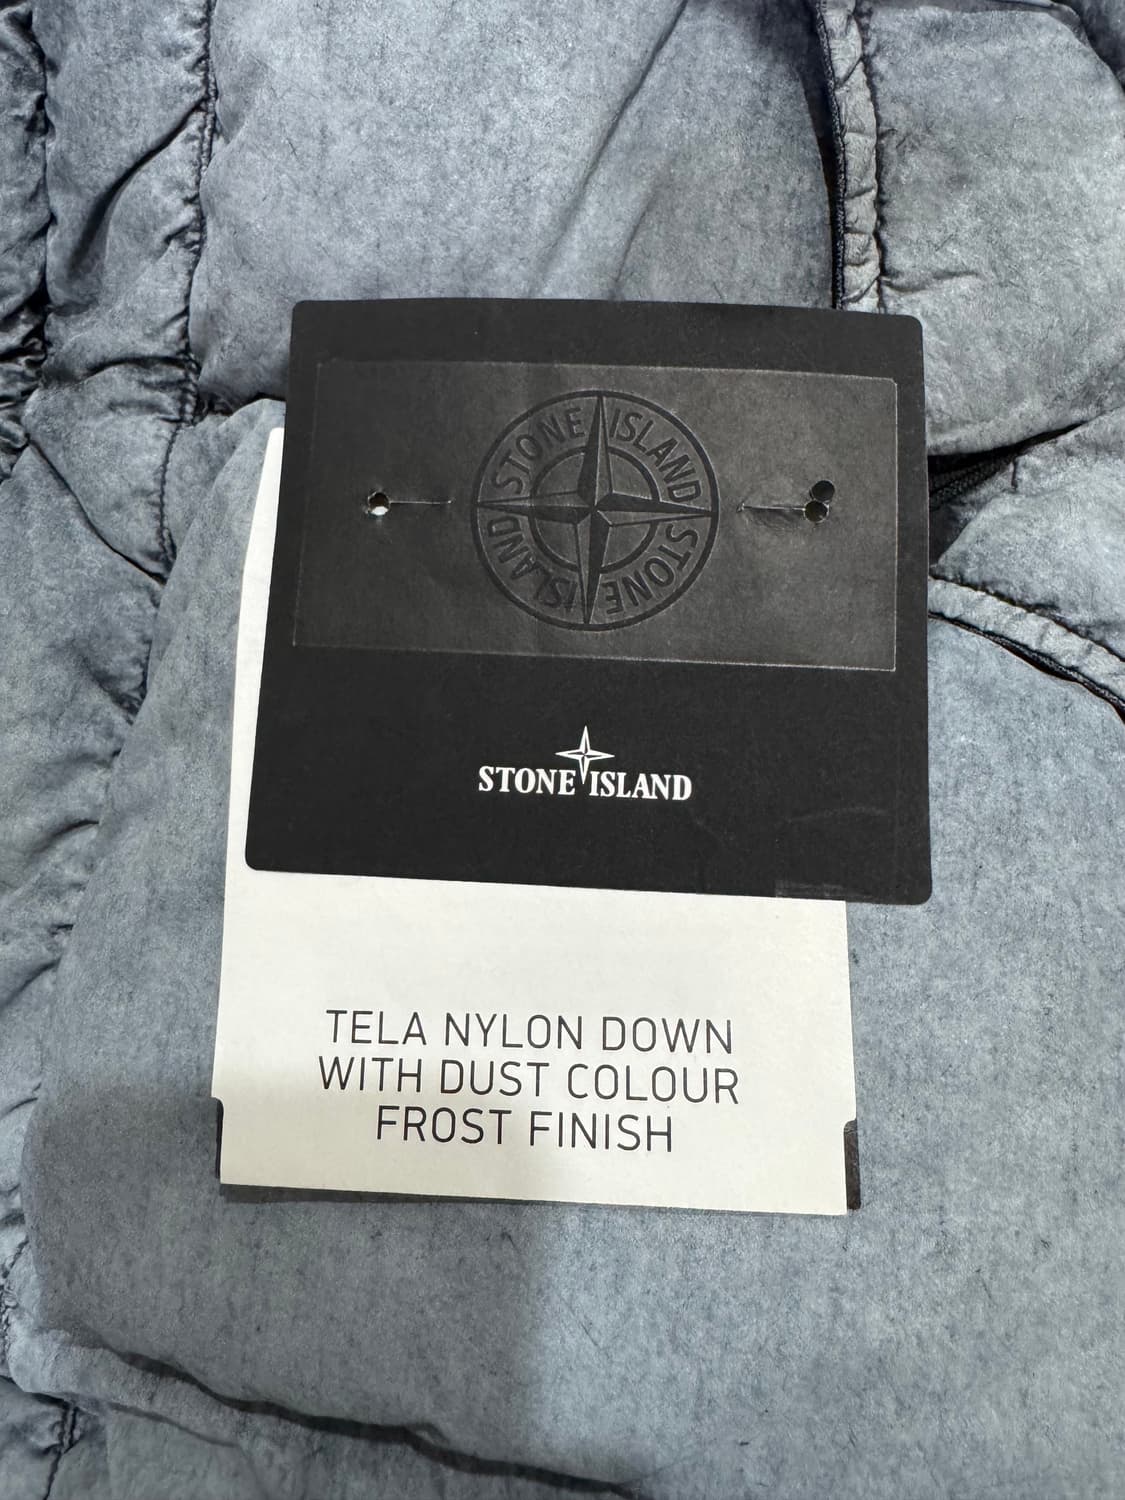 STONE ISLAND
STONE ISLAND
STONE ISLAND
TELA NYLON DOWN
WITH DUST COLOUR
FROST FINISH